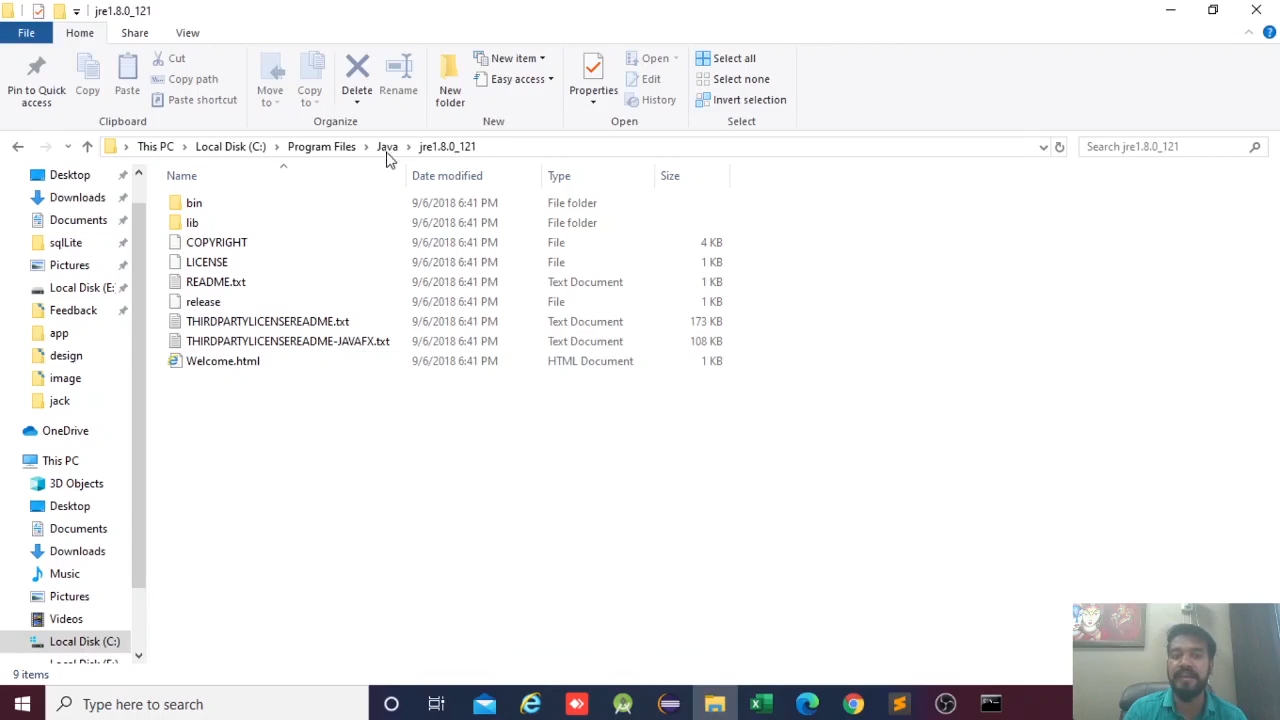 jre1.8.0_121
File Home Share View
Pin to Quick access
Copy
Paste
Cut
Copy path
Paste shortcut
Clipboard
Move to
Copy to
Delete
Rename
Organize
New folder
New item
Easy access
New
Properties
Open
Edit
History
Open
Select all
Select none
Invert selection
Select
This PC Local Disk (C:) Program Files Java jre1.8.0_121
Search jre1.8.0_121
Desktop
Downloads
Documents
sqlLite
Pictures
Local Disk (E:
Feedback
app
design
image
jack
OneDrive
This PC
3D Objects
Desktop
Documents
Downloads
Music
Pictures
Videos
Local Disk (C:)
Name Date modified Type Size
bin 9/6/2018 6:41 PM File folder
lib 9/6/2018 6:41 PM File folder
COPYRIGHT 9/6/2018 6:41 PM File 4 KB
LICENSE 9/6/2018 6:41 PM File 1 KB
README.txt 9/6/2018 6:41 PM Text Document 1 KB
release 9/6/2018 6:41 PM File 1 KB
THIRDPARTYLICENSEREADME.txt 9/6/2018 6:41 PM Text Document 173 KB
THIRDPARTYLICENSEREADME-JAVAFX.txt 9/6/2018 6:41 PM Text Document 108 KB
Welcome.html 9/6/2018 6:41 PM HTML Document 1 KB
9 items
Type here to search